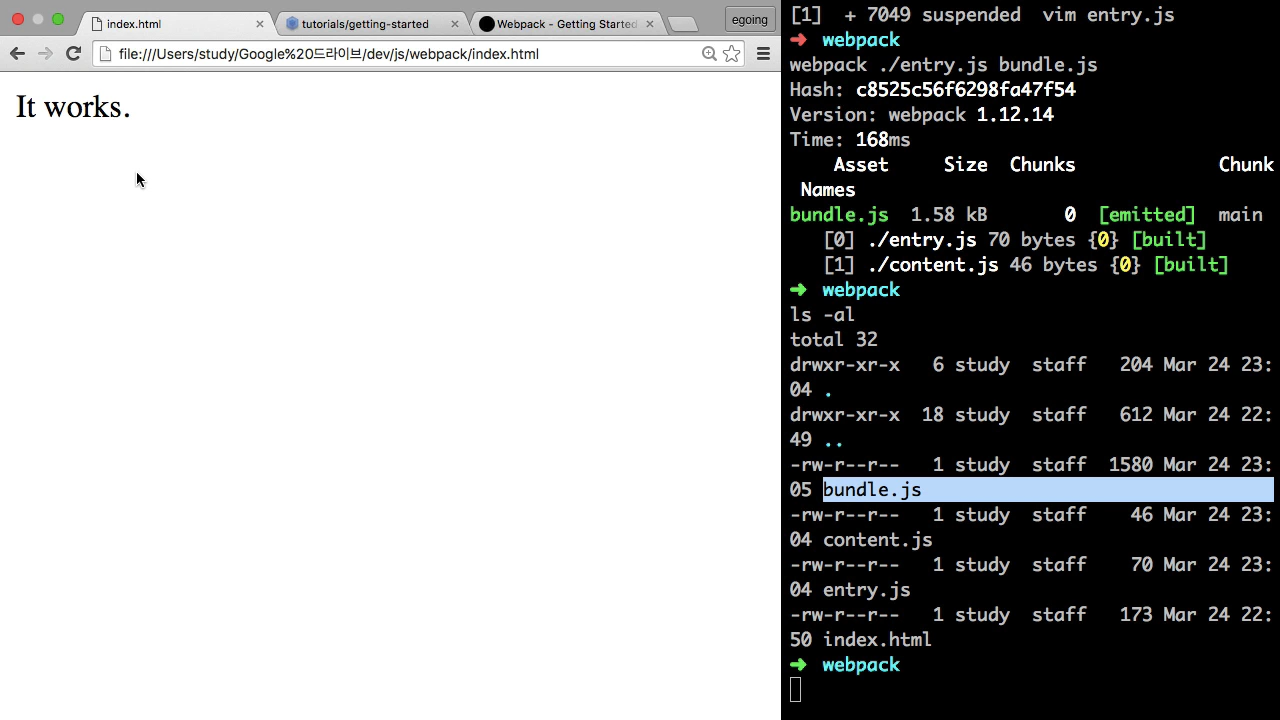 index.html
tutorials/getting-started
Webpack - Getting Started
egoing
file:///Users/study/Google%20드라이브/dev/js/webpack/index.html
It works.
[1]  + 7049 suspended  vim entry.js
➜ webpack
webpack ./entry.js bundle.js
Hash: c8525c56f6298fa47f54
Version: webpack 1.12.14
Time: 168ms
Asset     Size  Chunks             Chunk
Names
bundle.js  1.58 kB       0  [emitted]  main
[0] ./entry.js 70 bytes {0} [built]
[1] ./content.js 46 bytes {0} [built]
➜ webpack
ls -al
total 32
drwxr-xr-x   6 study  staff   204 Mar 24 23:
04 .
drwxr-xr-x  18 study  staff   612 Mar 24 22:
49 ..
-rw-r--r--   1 study  staff  1580 Mar 24 23:
05 bundle.js
-rw-r--r--   1 study  staff    46 Mar 24 23:
04 content.js
-rw-r--r--   1 study  staff    70 Mar 24 23:
04 entry.js
-rw-r--r--   1 study  staff   173 Mar 24 22:
50 index.html
➜ webpack